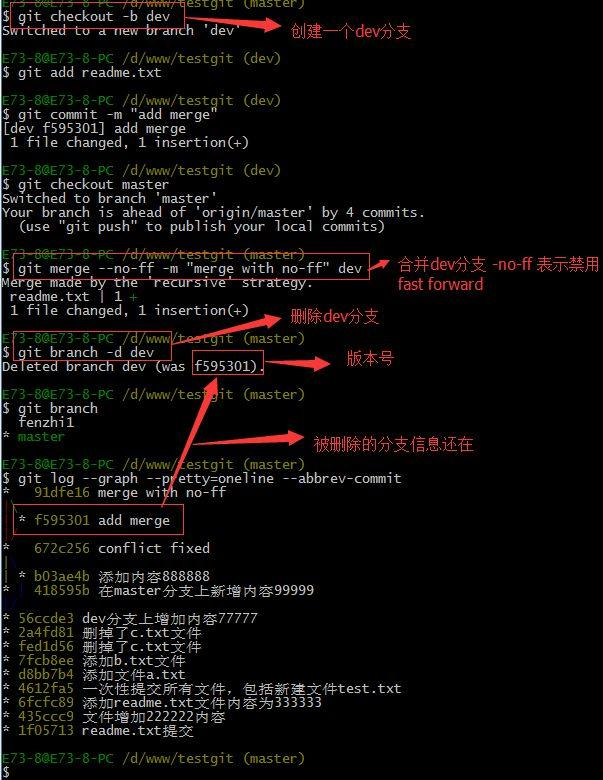 E73-8@E73-8-PC /d/www/testgit (master)
$ git checkout -b dev
创建一个dev分支
Switched to a new branch 'dev'
E73-8@E73-8-PC /d/www/testgit (dev)
$ git add readme.txt
E73-8@E73-8-PC /d/www/testgit (dev)
$ git commit -m "add merge"
[dev f595301] add merge
1 file changed, 1 insertion(+)
E73-8@E73-8-PC /d/www/testgit (dev)
$ git checkout master
Switched to branch 'master'
Your branch is ahead of 'origin/master' by 4 commits.
(use "git push" to publish your local commits)
E73-8@E73-8-PC /d/www/testgit (master)
$ git merge --no-ff -m "merge with no-ff" dev
合并dev分支 -no-ff 表示禁用
fast forward
Merge made by the 'recursive' strategy.
readme.txt | 1 +
1 file changed, 1 insertion(+)
删除dev分支
E73-8@E73-8-PC /d/www/testgit (master)
$ git branch -d dev
Deleted branch dev (was f595301).
版本号
E73-8@E73-8-PC /d/www/testgit (master)
$ git branch
fenzhi1
* master
被删除的分支信息还在
E73-8@E73-8-PC /d/www/testgit (master)
$ git log --graph --pretty=oneline --abbrev-commit
* 91dfe16 merge with no-ff
|\
| * f595301 add merge
|/
* 672c256 conflict fixed
|\
| * b03ae4b 添加内容888888
* | 418595b 在master分支上新增内容99999
|/
* 56ccde3 dev分支上增加内容77777
* 2a4fd81 删掉了c.txt文件
* fed1d56 删掉了c.txt文件
* 7fcb8ee 添加b.txt文件
* d8bb7b4 添加文件a.txt
* 4612fa5 一次性提交所有文件，包括新建文件test.txt
* 6fcfc89 添加readme.txt文件内容为333333
* 435ccc9 文件增加222222内容
* 1f05713 readme.txt提交
E73-8@E73-8-PC /d/www/testgit (master)
$